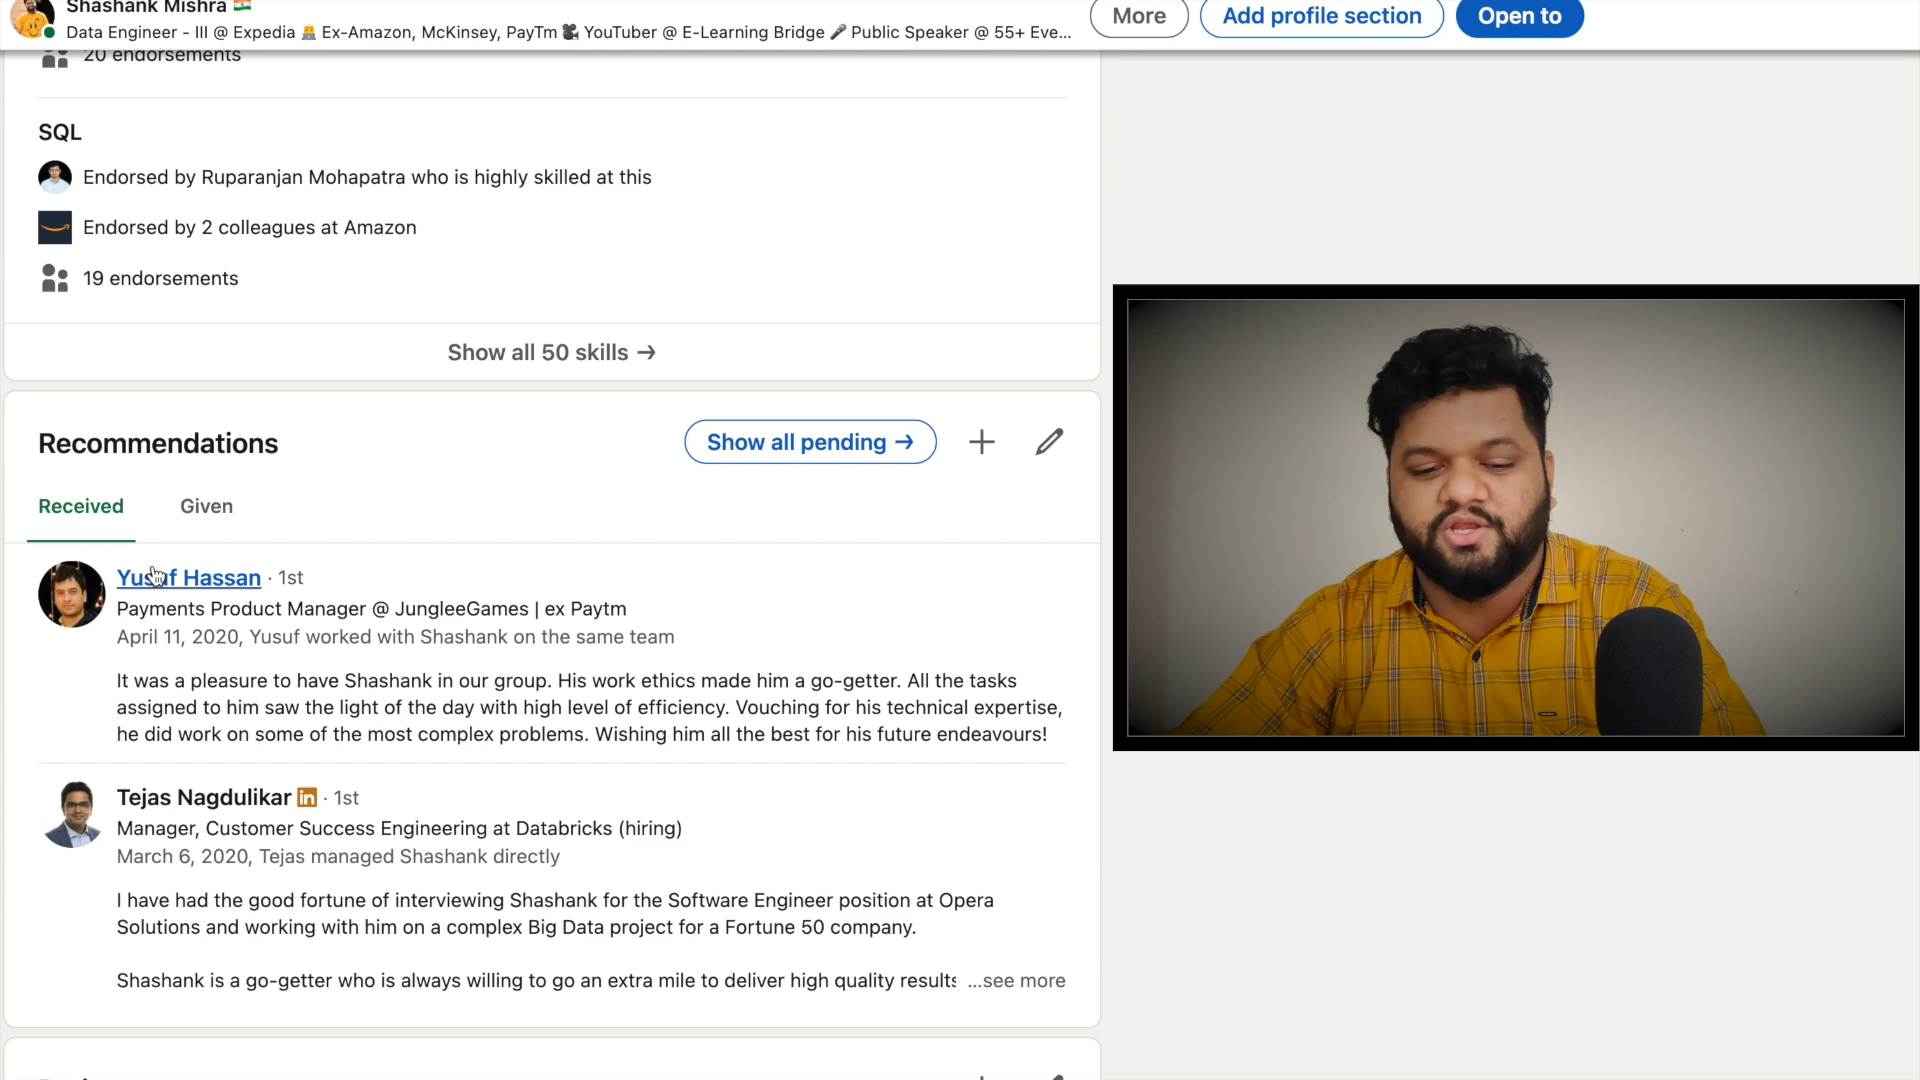 Shashank Mishra 🇮🇳
Data Engineer - III @ Expedia 👨‍💻 Ex-Amazon, McKinsey, PayTm 🎥 YouTuber @ E-Learning Bridge 🎤 Public Speaker @ 55+ Eve...
More
Add profile section
Open to
20 endorsements
SQL
Endorsed by Ruparanjan Mohapatra who is highly skilled at this
Endorsed by 2 colleagues at Amazon
19 endorsements
Show all 50 skills →
Recommendations
Show all pending →
Received
Given
Yusuf Hassan · 1st
Payments Product Manager @ JungleeGames | ex Paytm
April 11, 2020, Yusuf worked with Shashank on the same team
It was a pleasure to have Shashank in our group. His work ethics made him a go-getter. All the tasks
assigned to him saw the light of the day with high level of efficiency. Vouching for his technical expertise,
he did work on some of the most complex problems. Wishing him all the best for his future endeavours!
Tejas Nagdulikar in · 1st
Manager, Customer Success Engineering at Databricks (hiring)
March 6, 2020, Tejas managed Shashank directly
I have had the good fortune of interviewing Shashank for the Software Engineer position at Opera
Solutions and working with him on a complex Big Data project for a Fortune 50 company.
Shashank is a go-getter who is always willing to go an extra mile to deliver high quality results ...see more